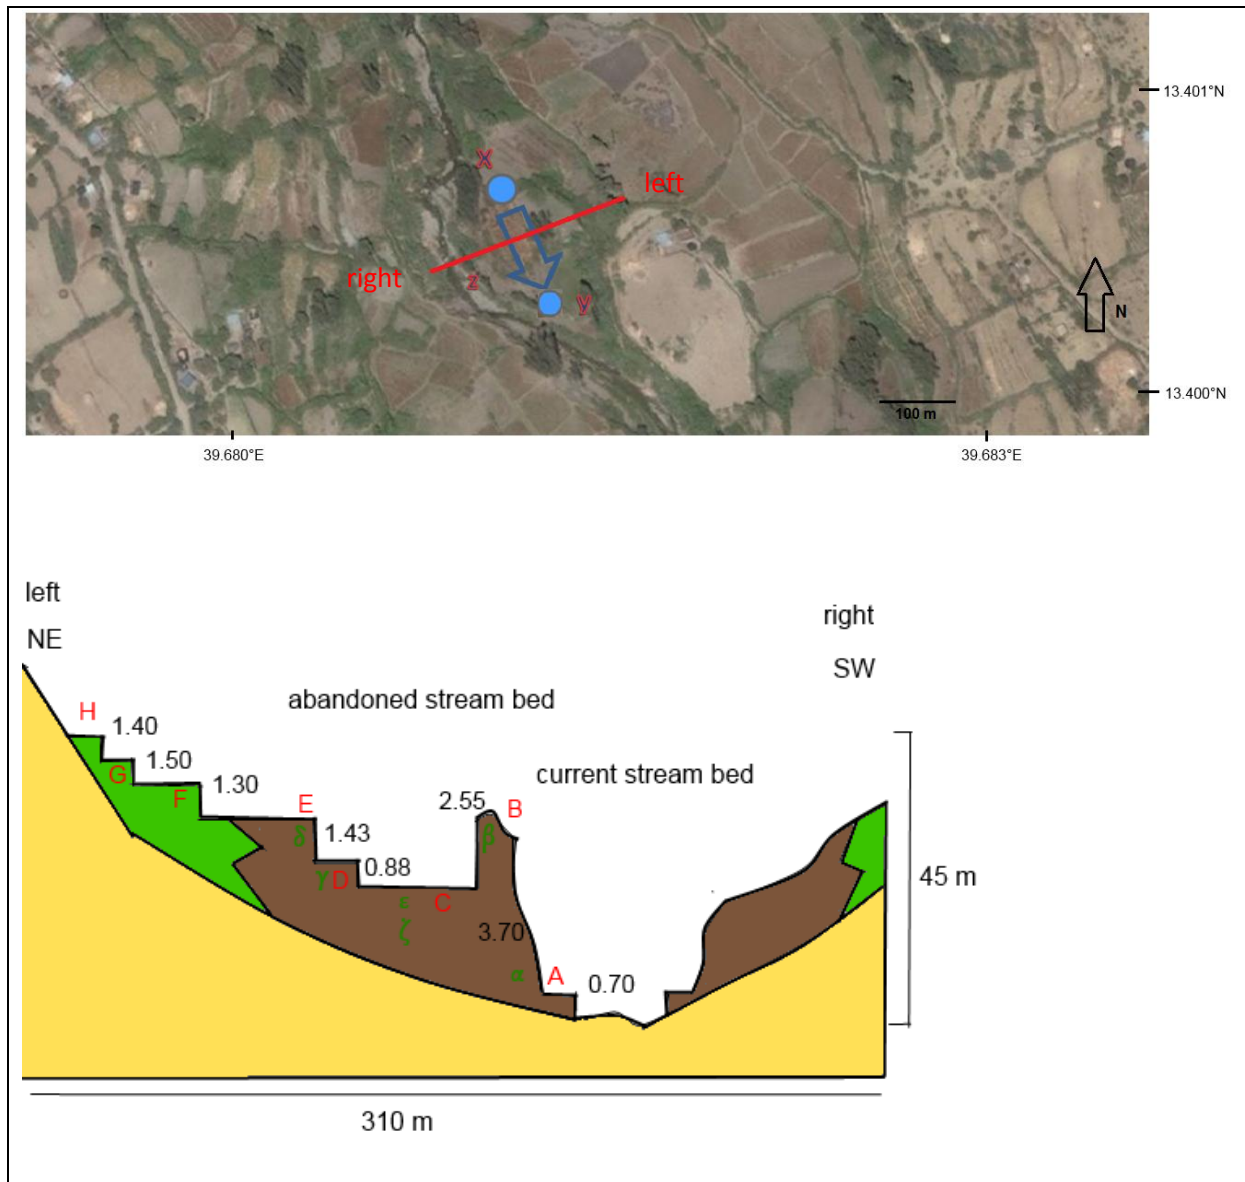 13.401°N
X
left
right
z
y
N
100 m
13.400°N
39.680°E
39.683°E
left
NE
right
SW
abandoned stream bed
current stream bed
H
1.40
G
1.50
F
1.30
E
δ
1.43
γ D
0.88
2.55
B
β
ε
C
ζ
3.70
α
A
0.70
45 m
310 m